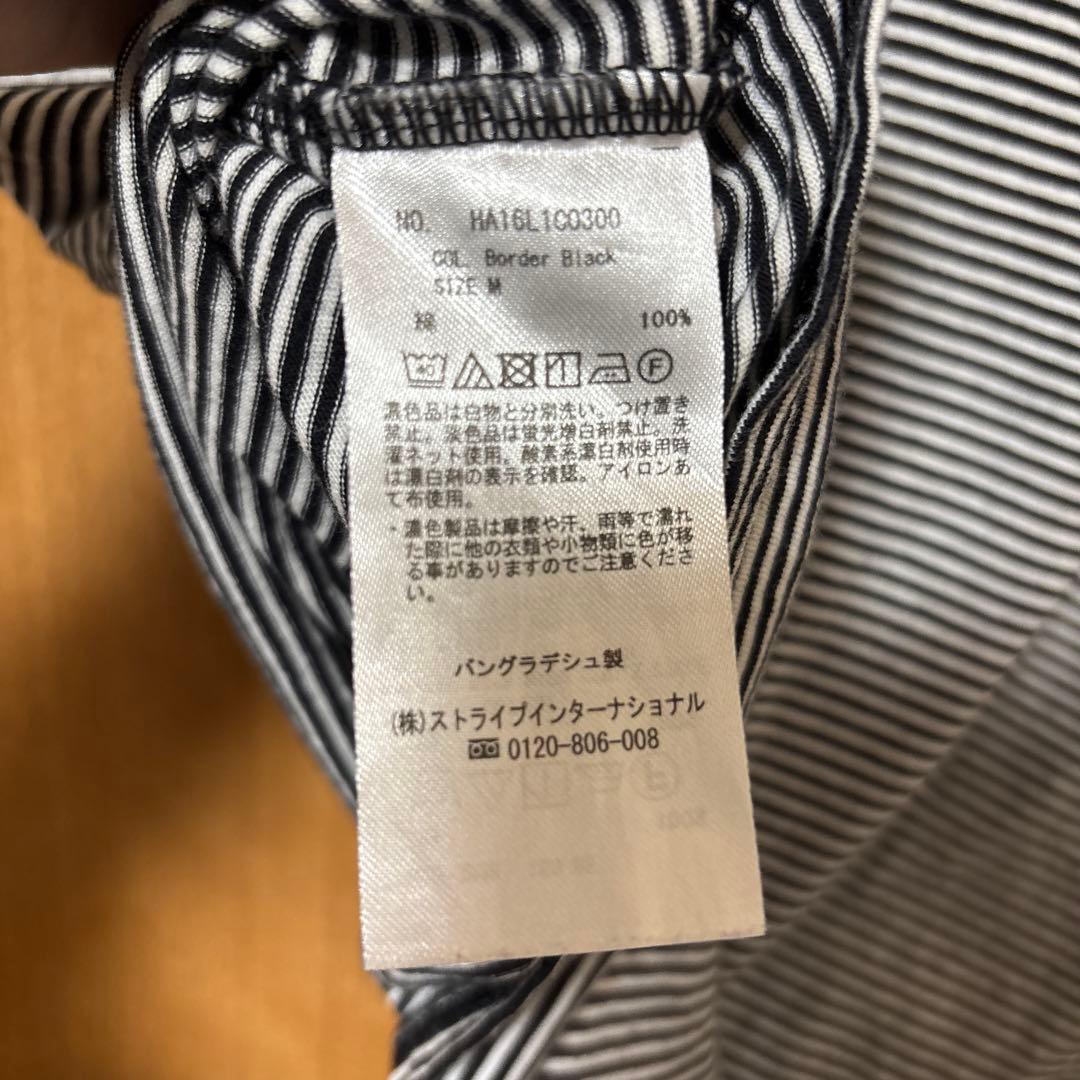 NO. HA16L1C0300
COL. Border Black
SIZE M
綿 100%
40 F
濃色品は白物と分別洗い。つけ置き
禁止。淡色品は蛍光増白剤禁止。洗
濯ネット使用。酸素系漂白剤使用時
は漂白剤の表示を確認。アイロンあ
て布使用。
・濃色製品は摩擦や汗、雨等で濡れ
た際に他の衣類や小物類に色が移
る事がありますのでご注意くださ
い。
バングラデシュ製
(株)ストライプインターナショナル
0120-806-008